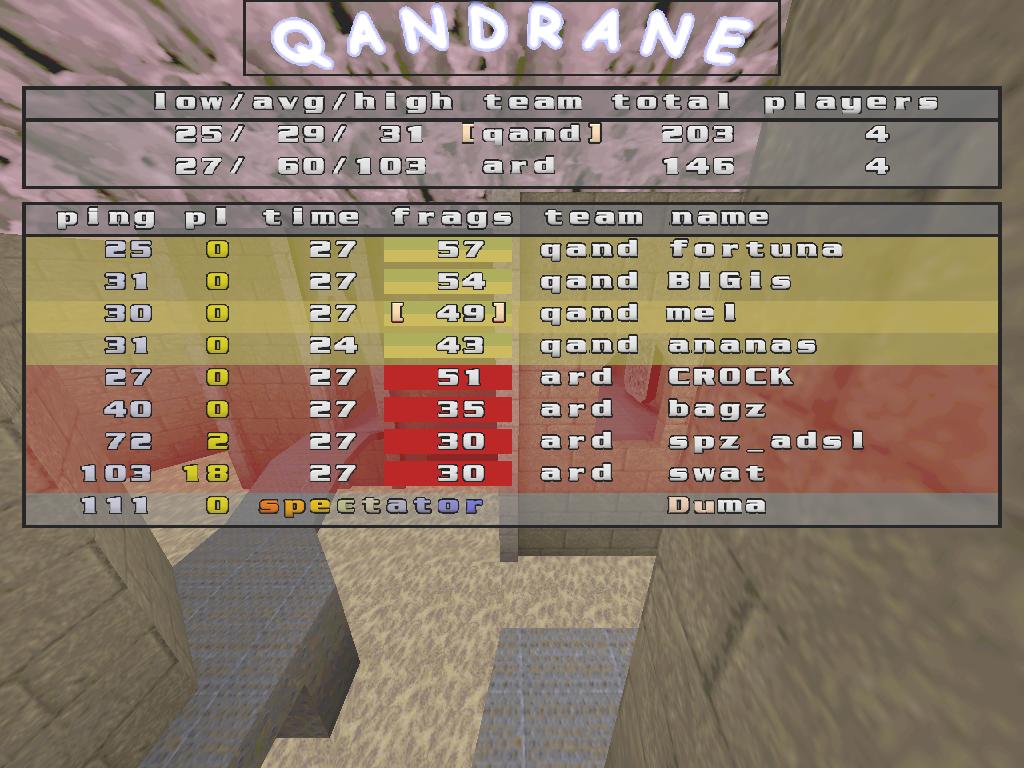 QANDRANE
low/avg/high team total players
25/ 29/ 31 [qand] 203 4
27/ 60/103 ard 146 4
ping pl time frags team name
25 0 27 57 qand fortuna
31 0 27 54 qand BIGis
30 0 27 [ 49] qand mel
31 0 24 43 qand ananas
27 0 27 51 ard CROCK
40 0 27 35 ard bagz
72 2 27 30 ard spz_adsl
103 18 27 30 ard swat
111 0 spectator Duma